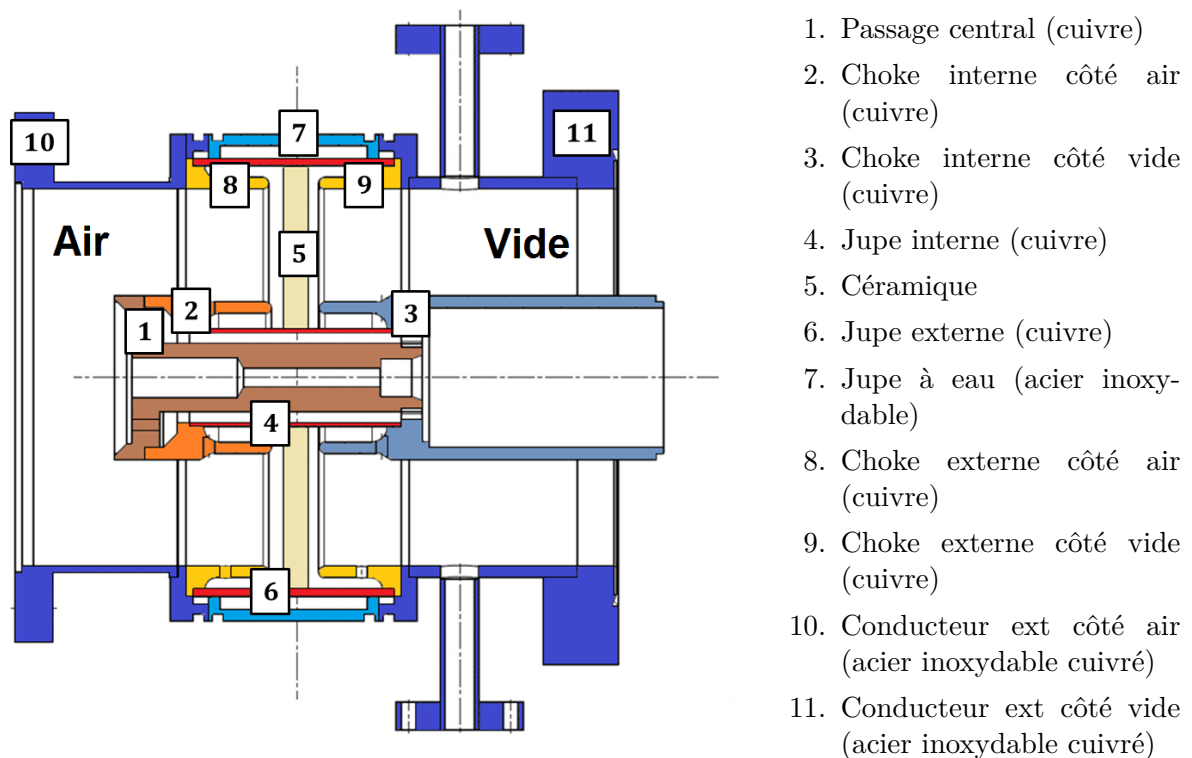 10
7
11
8
9
Air
Vide
5
2
3
1
4
6
1. Passage central (cuivre)
2. Choke interne côté air
(cuivre)
3. Choke interne côté vide
(cuivre)
4. Jupe interne (cuivre)
5. Céramique
6. Jupe externe (cuivre)
7. Jupe à eau (acier inoxy-
dable)
8. Choke externe côté air
(cuivre)
9. Choke externe côté vide
(cuivre)
10. Conducteur ext côté air
(acier inoxydable cuivré)
11. Conducteur ext côté vide
(acier inoxydable cuivré)